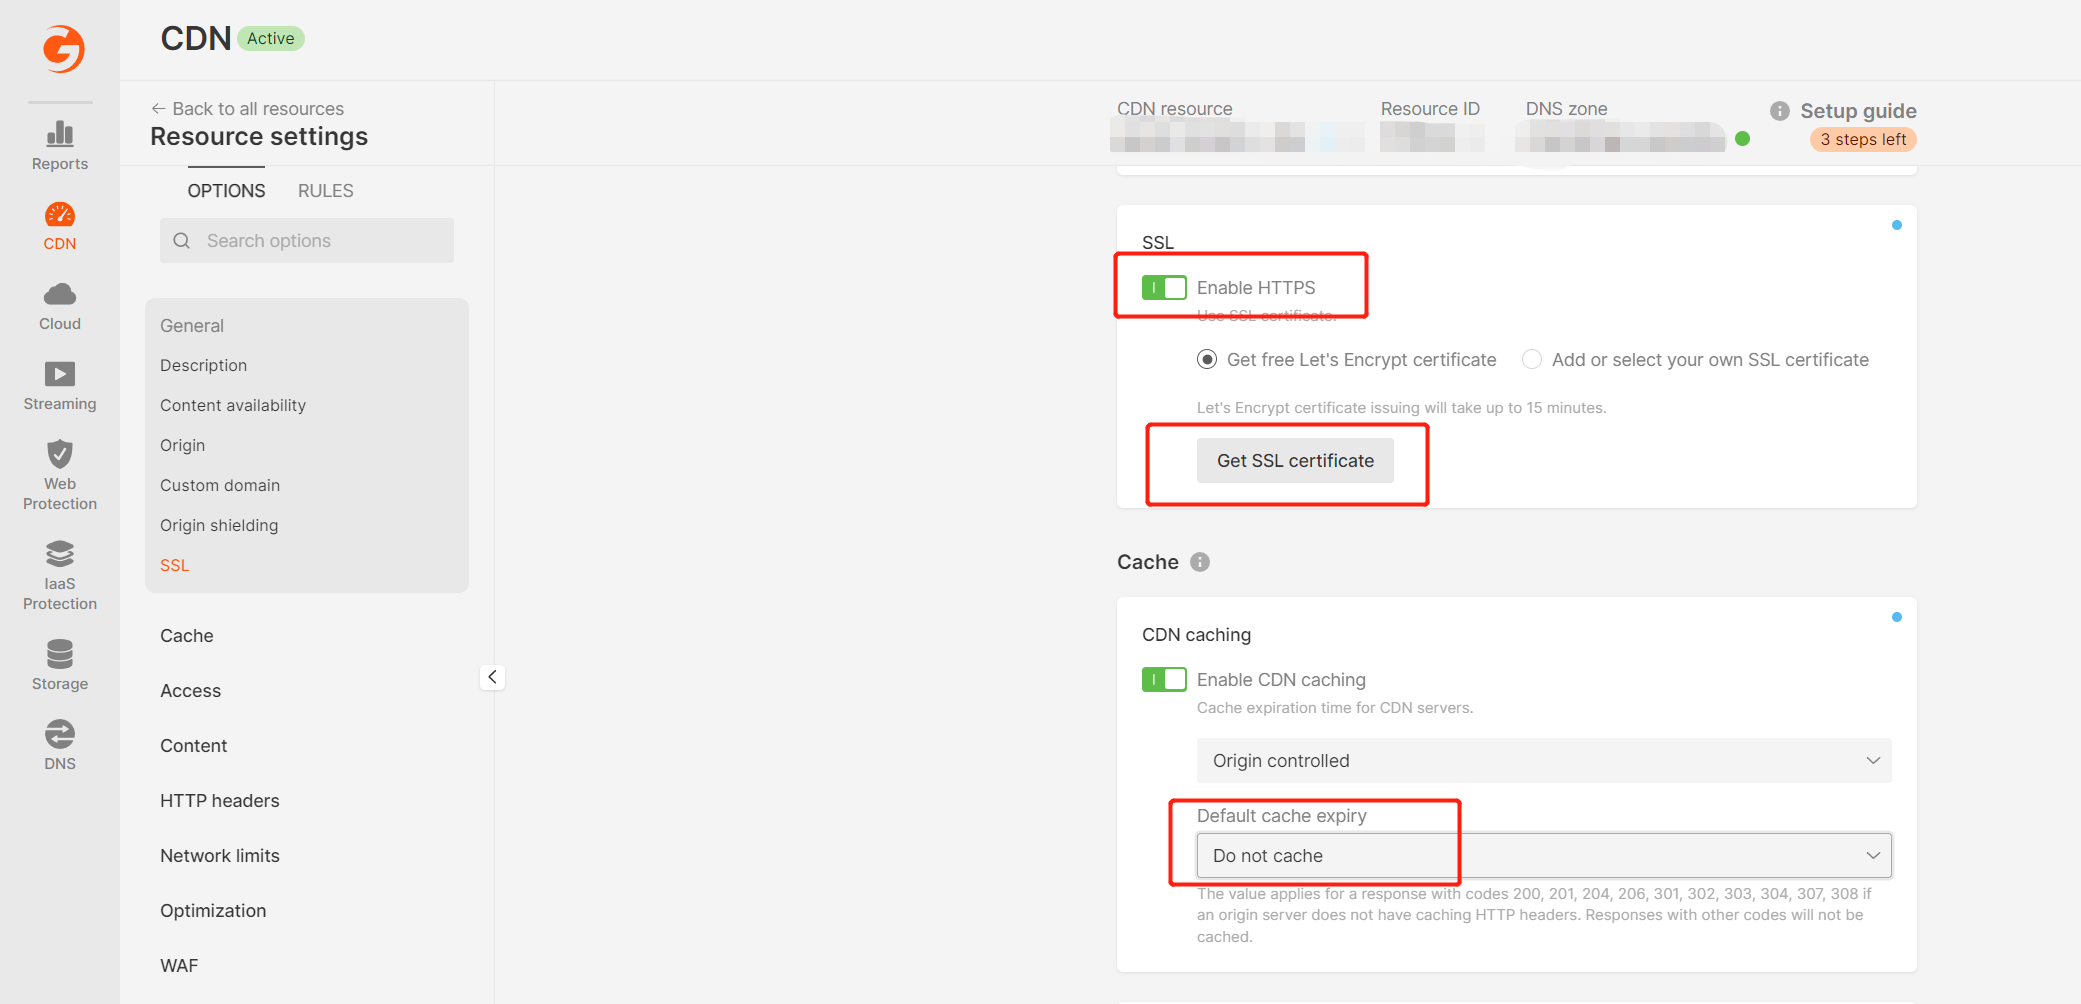 CDN Active
Reports
CDN
Cloud
Streaming
Web
Protection
IaaS
Protection
Storage
DNS
← Back to all resources
Resource settings
CDN resource
Resource ID
DNS zone
Setup guide
3 steps left
OPTIONS RULES
Search options
General
Description
Content availability
Origin
Custom domain
Origin shielding
SSL
Cache
Access
Content
HTTP headers
Network limits
Optimization
WAF
SSL
Enable HTTPS
Use SSL certificate.
Get free Let's Encrypt certificate
Add or select your own SSL certificate
Let's Encrypt certificate issuing will take up to 15 minutes.
Get SSL certificate
Cache
CDN caching
Enable CDN caching
Cache expiration time for CDN servers.
Origin controlled
Default cache expiry
Do not cache
The value applies for a response with codes 200, 201, 204, 206, 301, 302, 303, 304, 307, 308 if
an origin server does not have caching HTTP headers. Responses with other codes will not be
cached.